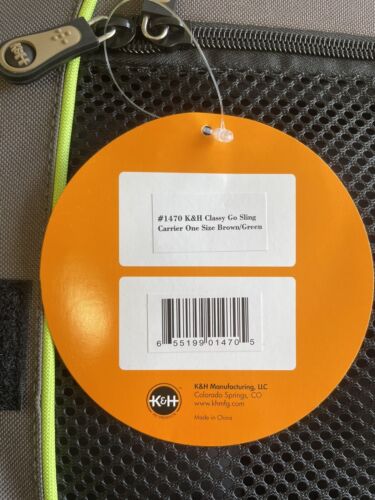 K&H
#1470 K&H Classy Go Sling
Carrier One Size Brown/Green
6 55199 01470 5
K&H
K&H Manufacturing, LLC
Colorado Springs, CO
www.khmfg.com
Made in China